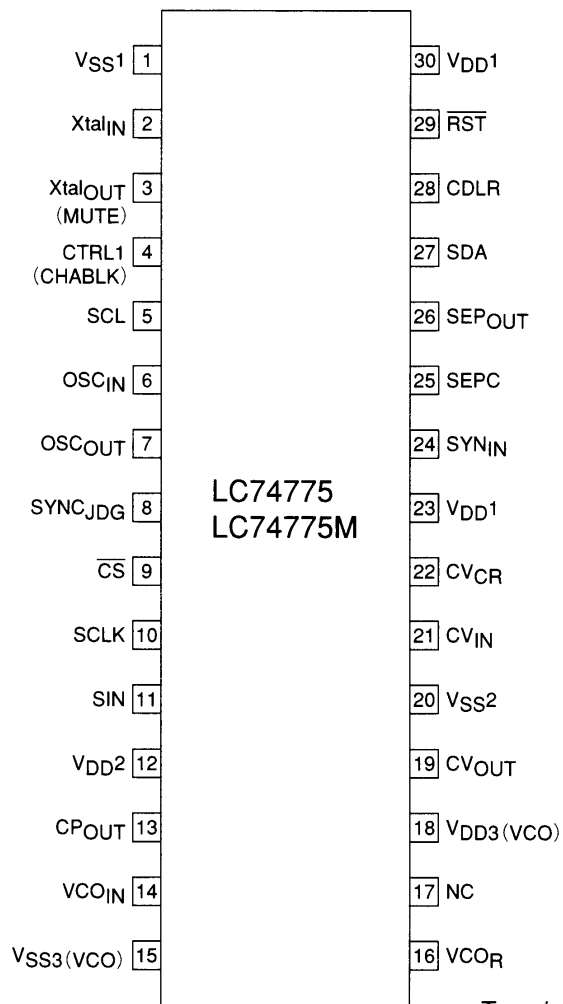 VSS1 1
30 VDD1
XtalIN 2
29 RST
XtalOUT 3
(MUTE)
28 CDLR
CTRL1 4
(CHABLK)
27 SDA
SCL 5
26 SEPOUT
OSCIN 6
25 SEPC
OSCOUT 7
24 SYNIN
LC74775
LC74775M
SYNCJDG 8
23 VDD1
CS 9
22 CVCR
SCLK 10
21 CVIN
SIN 11
20 VSS2
VDD2 12
19 CVOUT
CPOUT 13
18 VDD3(VCO)
VCOIN 14
17 NC
VSS3(VCO) 15
16 VCOR